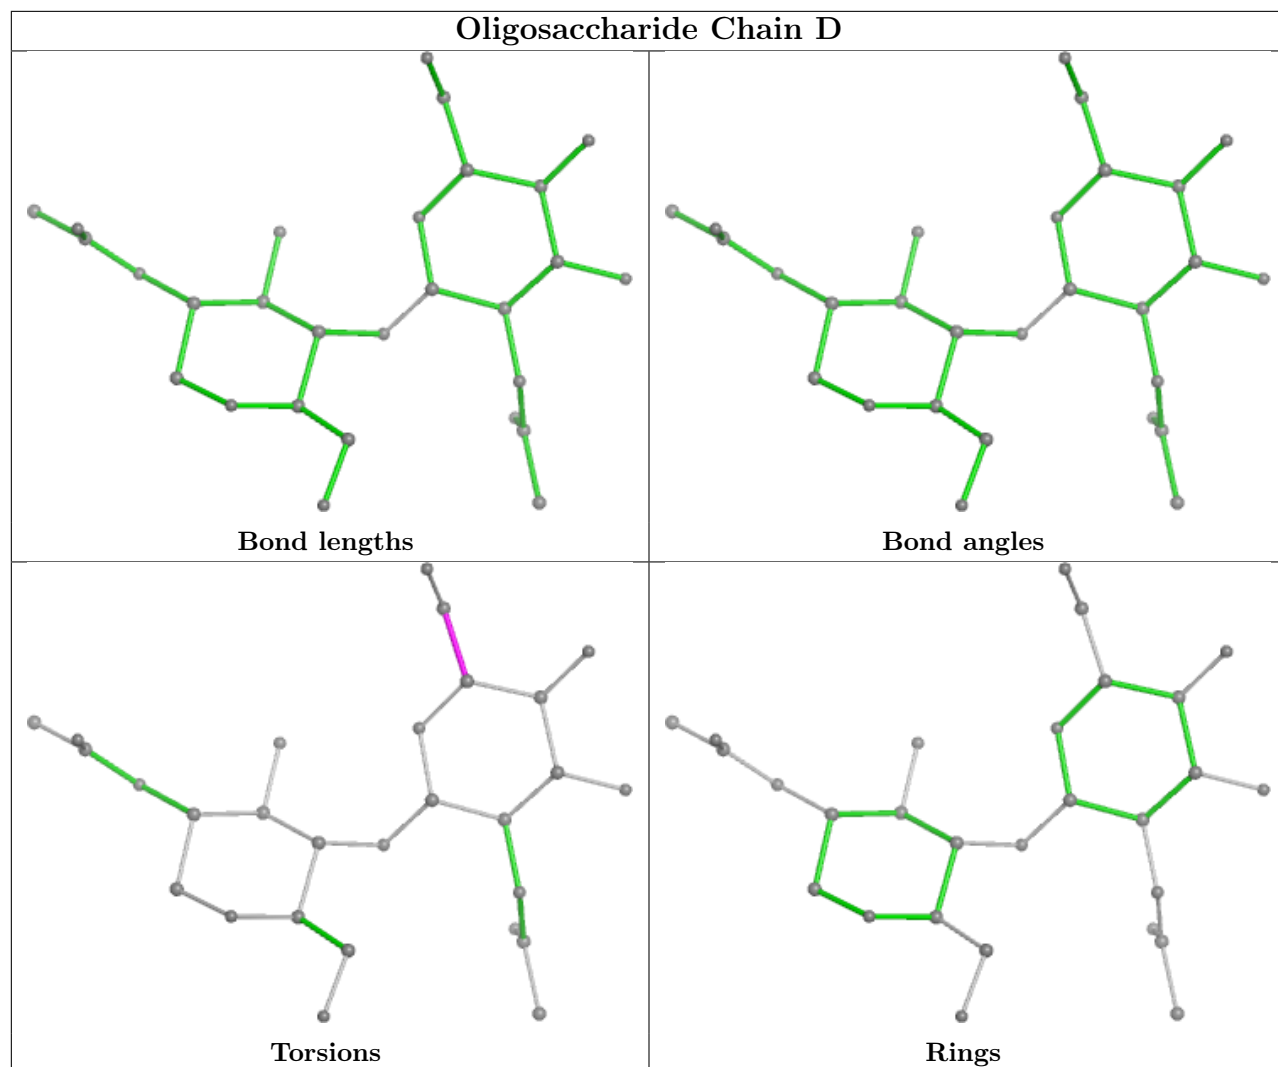 Oligosaccharide Chain D
Bond lengths
Bond angles
Torsions
Rings